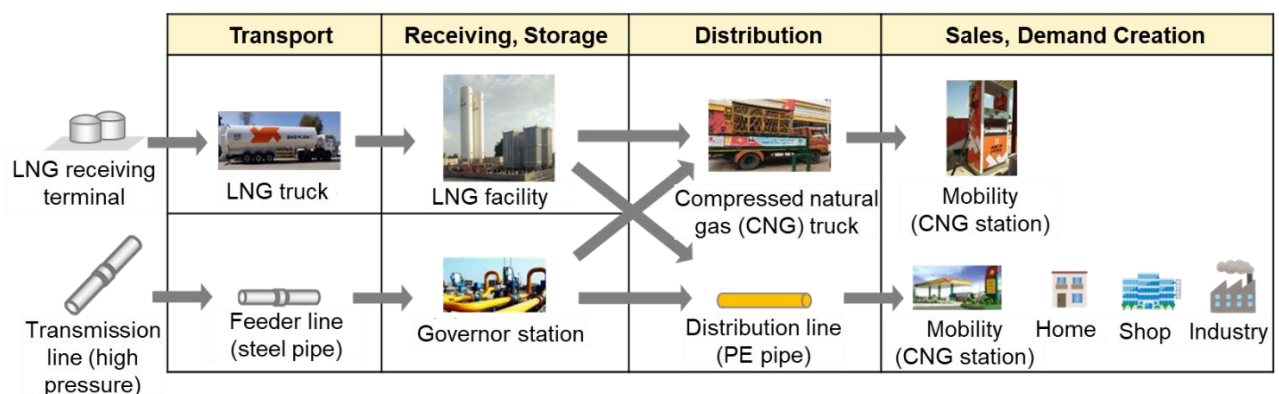 Transport
Receiving, Storage
Distribution
Sales, Demand Creation
LNG receiving
terminal
LNG truck
LNG facility
Compressed natural
gas (CNG) truck
Mobility
(CNG station)
Transmission
line (high
pressure)
Feeder line
(steel pipe)
Governor station
Distribution line
(PE pipe)
Mobility
(CNG station)
Home
Shop
Industry